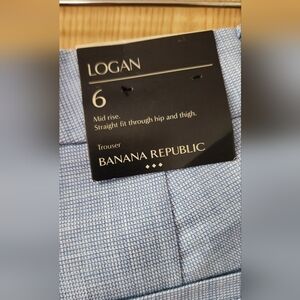 LOGAN
6
Mid rise.
Straight fit through hip and thigh.
Trouser
BANANA REPUBLIC